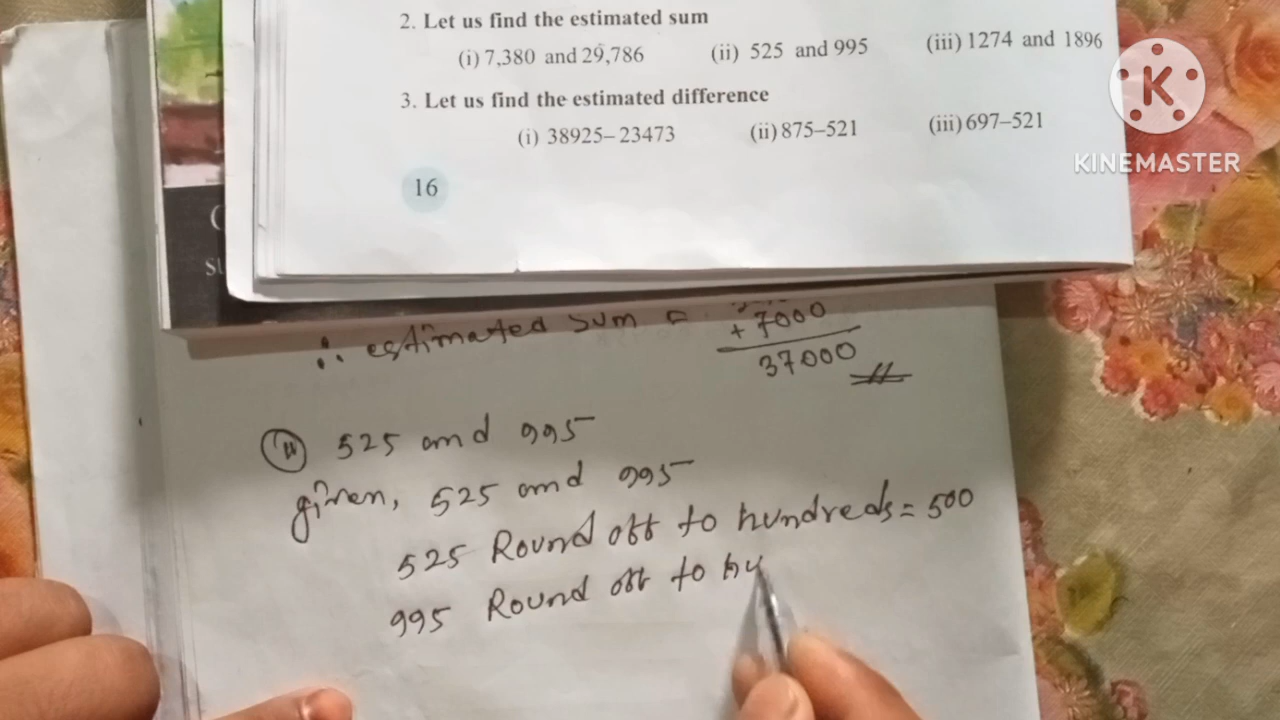 2. Let us find the estimated sum
(i) 7,380 and 29,786 (ii) 525 and 995 (iii) 1274 and 1896
3. Let us find the estimated difference
(i) 38925–23473 (ii) 875–521 (iii) 697–521
16
K
KINEMASTER
∴ estimated sum =
+ 7000
37000
(ii) 525 and 995
given, 525 and 995
525 Round off to hundreds = 500
995 Round off to hu